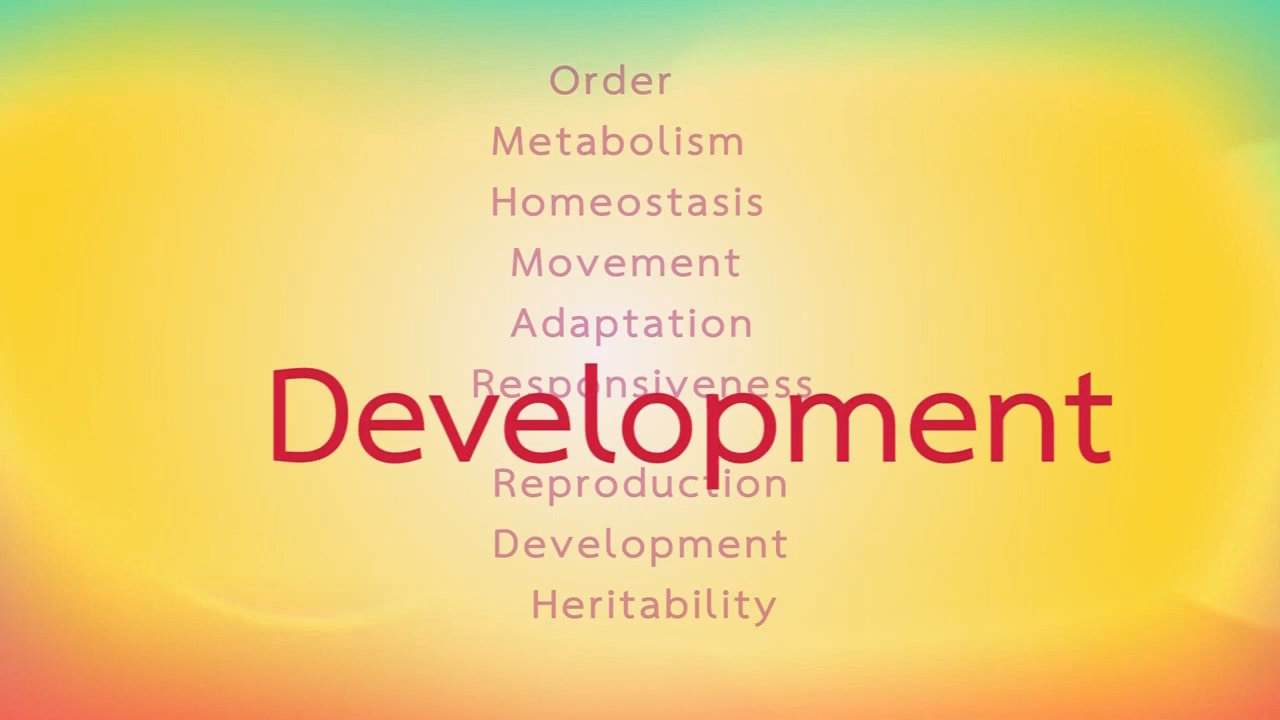 Order
Metabolism
Homeostasis
Movement
Adaptation
Responsiveness
Development
Reproduction
Development
Heritability